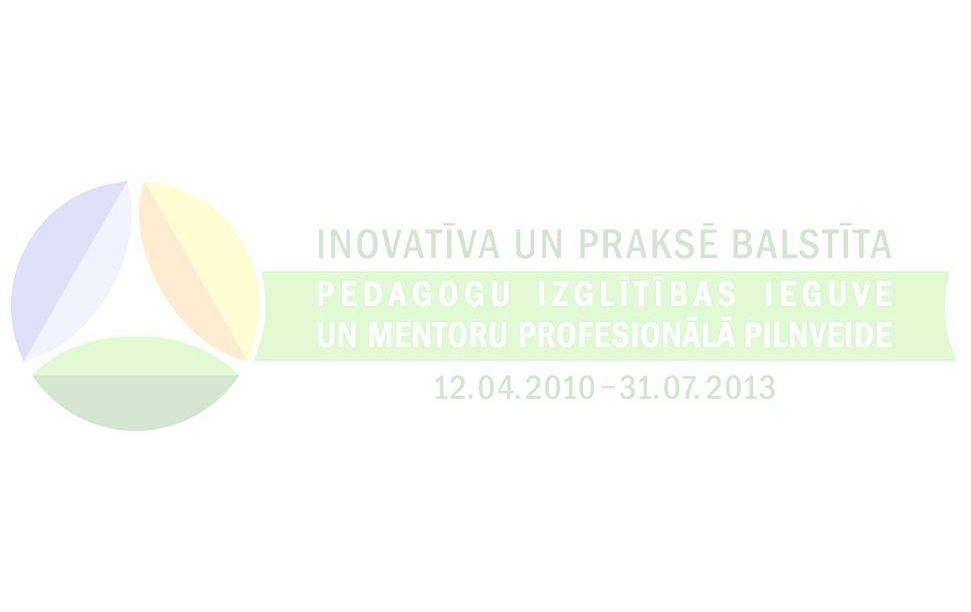 INOVATĪVA UN PRAKSĒ BALSTĪTA
PEDAGOGU IZGLĪTĪBAS IEGUVE
UN MENTORU PROFESIONĀLĀ PILNVEIDE
12.04.2010–31.07.2013